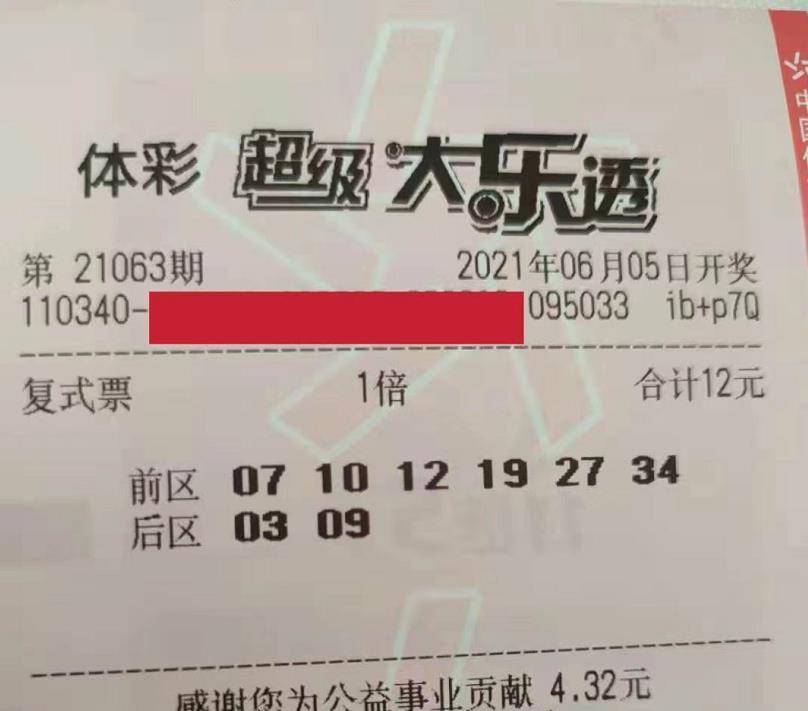 体彩 超级大乐透
第 21063期 2021年06月05日开奖
110340- 095033 ib+p7Q
复式票 1倍 合计12元
前区 07 10 12 19 27 34
后区 03 09
感谢您为公益事业贡献 4.32元
中国